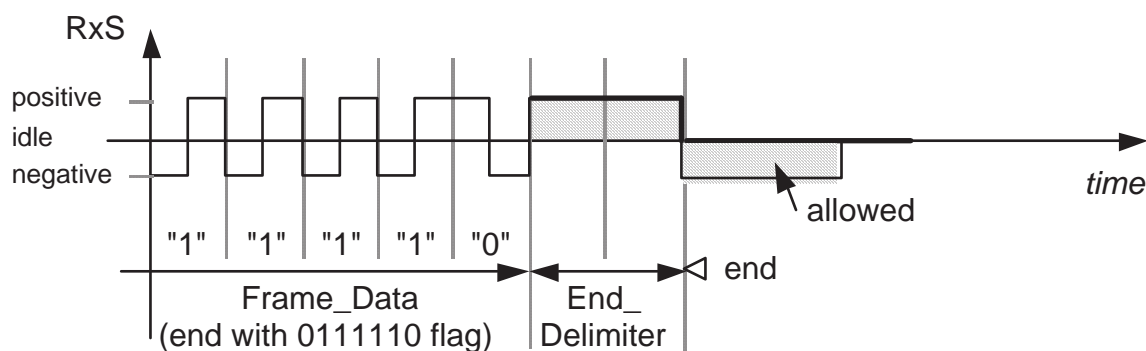 RxS
positive
idle
negative
time
allowed
"1" "1" "1" "1" "0"
end
Frame_Data
(end with 0111110 flag)
End_
Delimiter